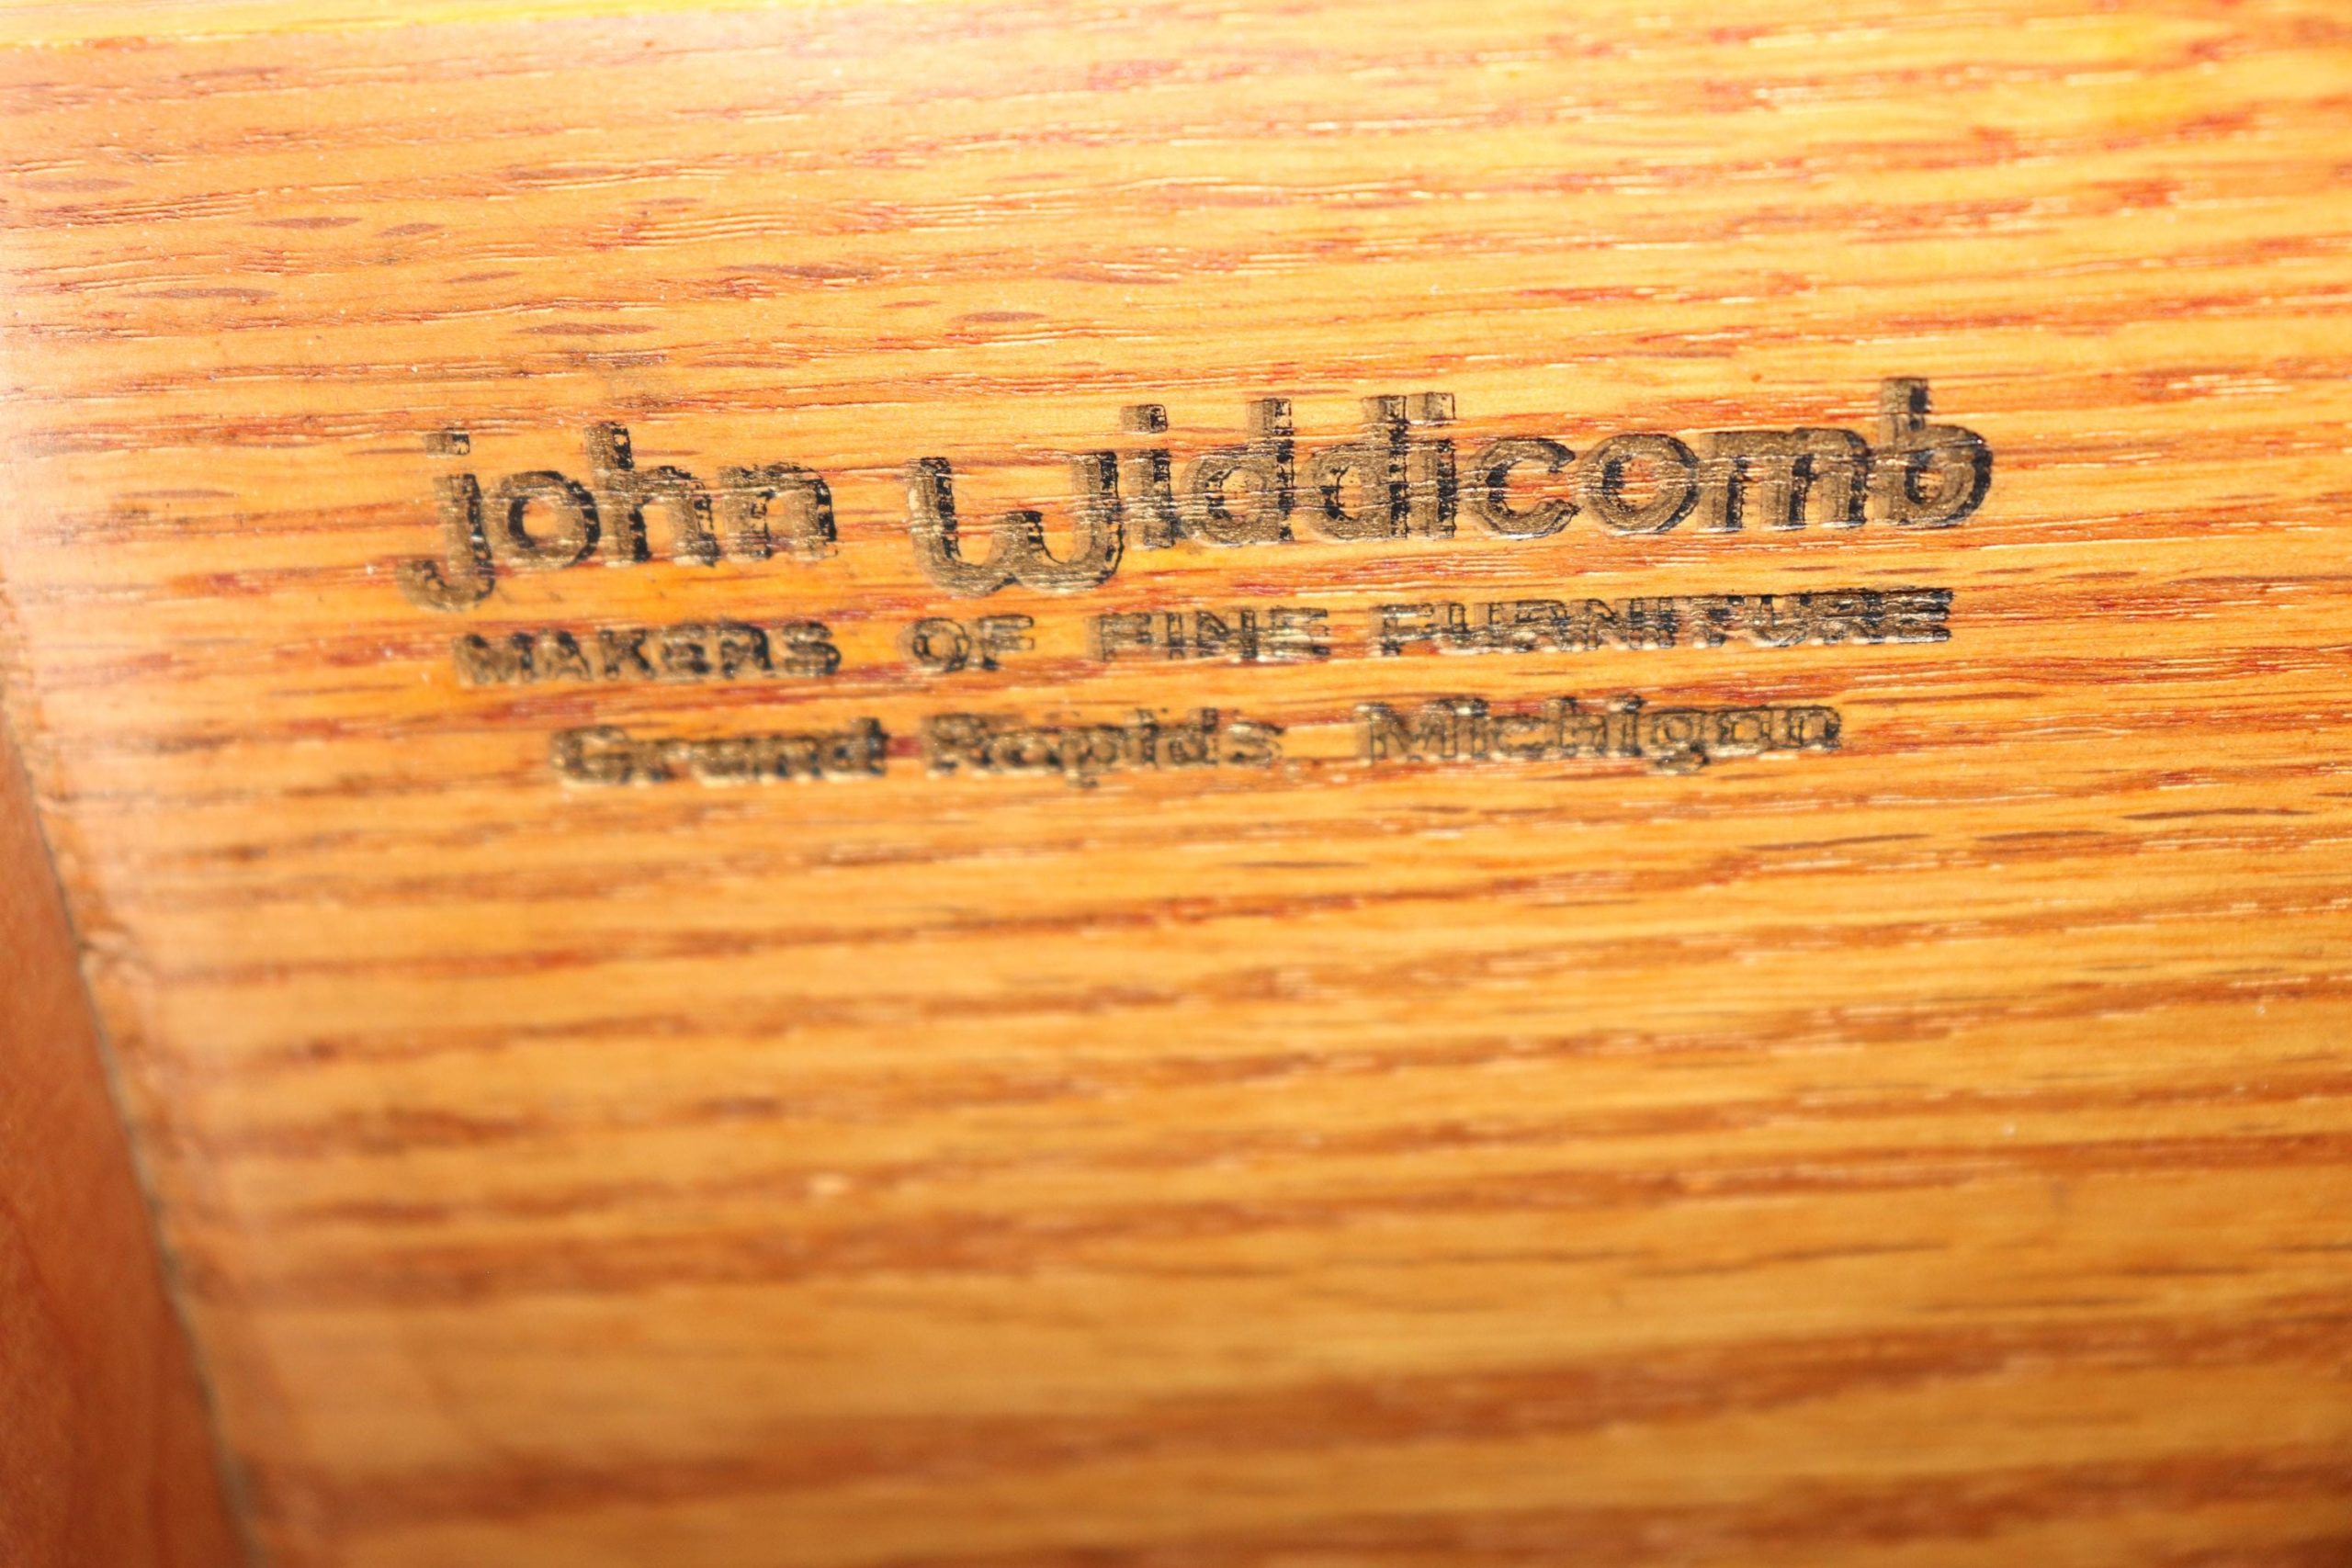 john widdicomb
MAKERS OF FINE FURNITURE
Grand Rapids Michigan